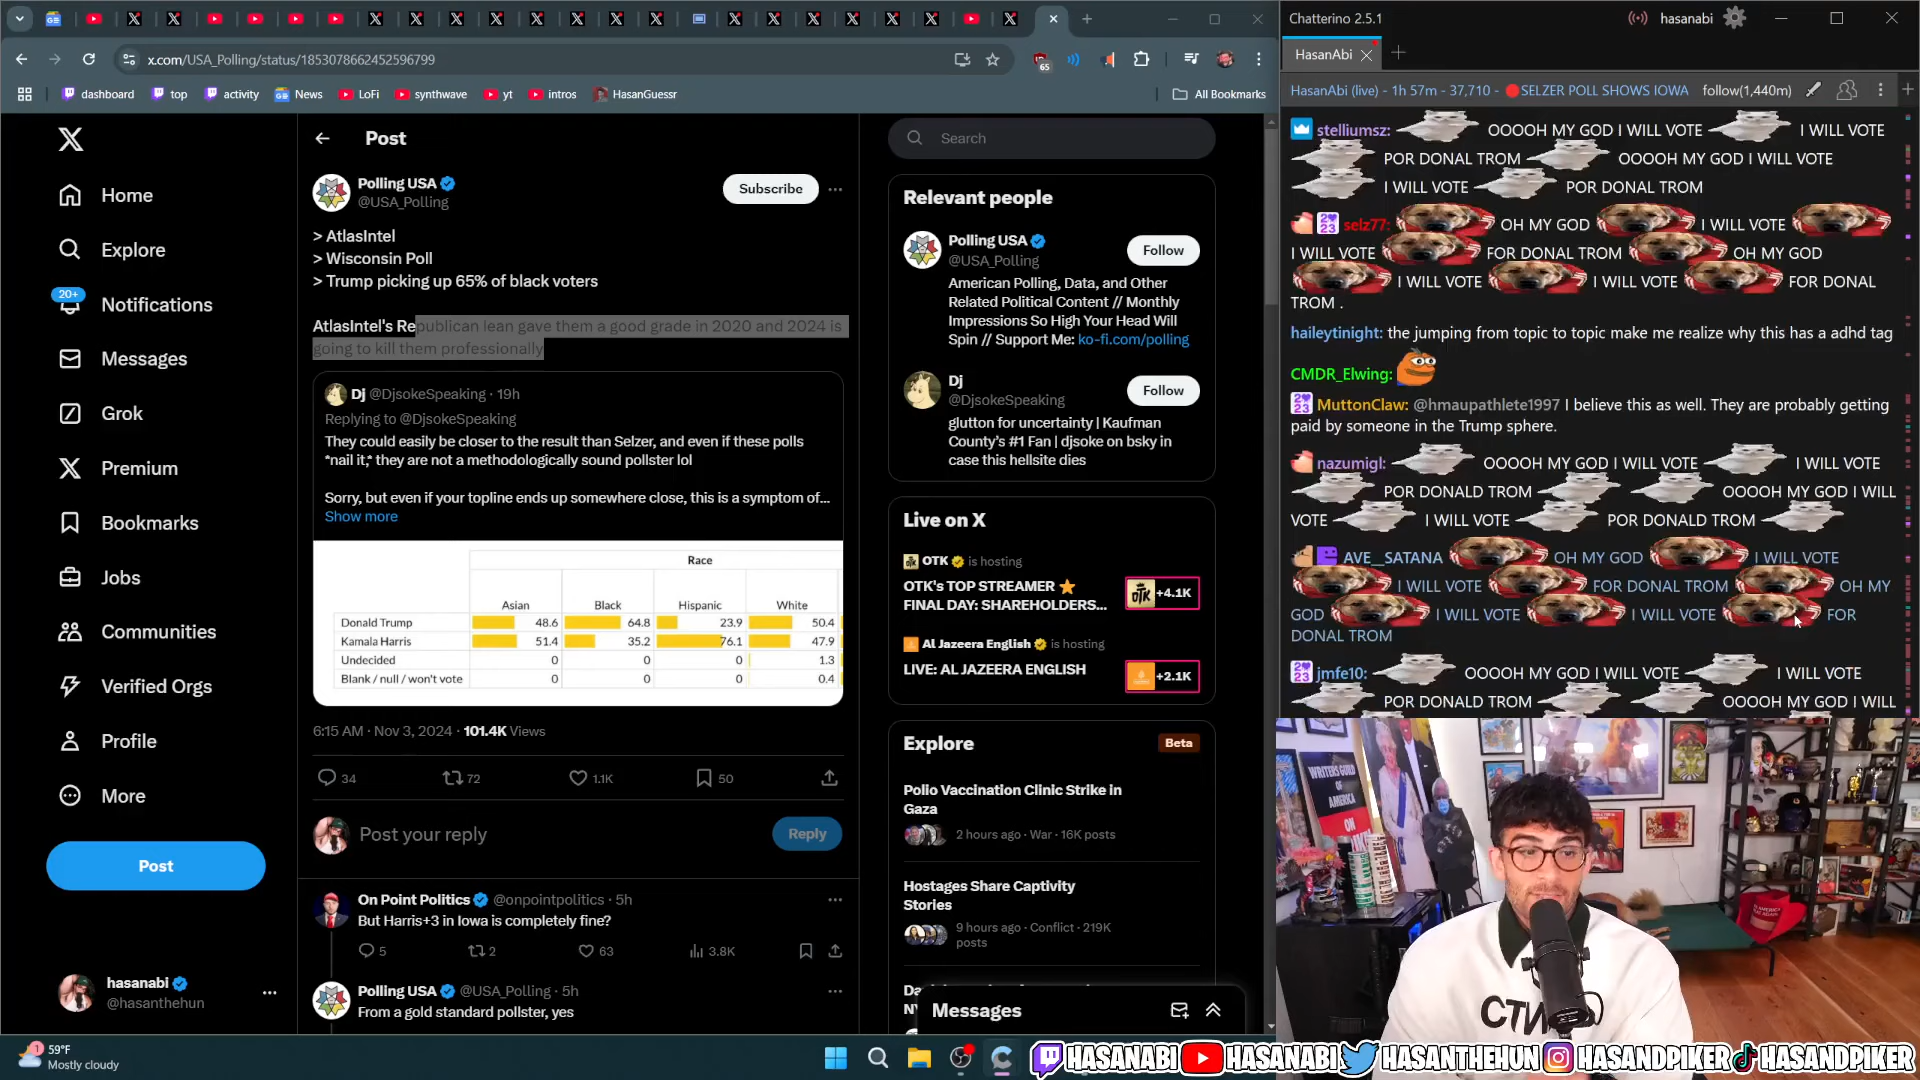 x.com/USA_Polling/status/1853078662452596799
65
dashboard
top
activity
News
LoFi
synthwave
yt
intros
HasanGuessr
All Bookmarks
Home
Explore
20+
Notifications
Messages
Grok
Bookmarks
Premium
Jobs
Communities
Verified Orgs
Profile
More
Post
hasanabi
@hasanthehun
Post
Polling USA
@USA_Polling
Subscribe
> AtlasIntel
> Wisconsin Poll
> Trump picking up 65% of black voters
AtlasIntel's Republican lean gave them a good grade in 2020 and 2024 is
going to kill them professionally
Dj @DjsokeSpeaking · 19h
Replying to @DjsokeSpeaking
They could easily be closer to the result than Selzer, and even if these polls
*nail it,* they are not a methodologically sound pollster lol
Sorry, but even if your topline ends up somewhere close, this is a symptom of...
Show more
Race
Asian Black Hispanic White
Donald Trump 48.6 64.8 23.9 50.4
Kamala Harris 51.4 35.2 76.1 47.9
Undecided 0 0 0 1.3
Blank / null / won't vote 0 0 0 0.4
6:15 AM · Nov 3, 2024 · 101.4K Views
34 72 1.1K 50
Post your reply
Reply
On Point Politics @onpointpolitics · 5h
But Harris+3 in Iowa is completely fine?
5 2 63 3.8K
Polling USA @USA_Polling · 5h
From a gold standard pollster, yes
Search
Relevant people
Polling USA
@USA_Polling
Follow
American Polling, Data, and Other
Related Political Content // Monthly
Impressions So High Your Head Will
Spin // Support Me: ko-fi.com/polling
Dj
@DjsokeSpeaking
Follow
glutton for uncertainty | Kaufman
County's #1 Fan | djsoke on bsky in
case this hellsite dies
Live on X
OTK is hosting
OTK's TOP STREAMER
FINAL DAY: SHAREHOLDERS...
OTK
+4.1K
Al Jazeera English is hosting
LIVE: AL JAZEERA ENGLISH
+2.1K
Explore
Beta
Polio Vaccination Clinic Strike in
Gaza
2 hours ago · War · 16K posts
Hostages Share Captivity
Stories
9 hours ago · Conflict · 219K
posts
Messages
Chatterino 2.5.1
hasanabi
HasanAbi
HasanAbi (live) - 1h 57m - 37,710 - SELZER POLL SHOWS IOWA
follow(1,440m)
stelliumsz: OOOOH MY GOD I WILL VOTE I WILL VOTE
POR DONAL TROM OOOOH MY GOD I WILL VOTE
I WILL VOTE POR DONAL TROM
selz77: OH MY GOD I WILL VOTE
I WILL VOTE FOR DONAL TROM OH MY GOD
I WILL VOTE I WILL VOTE FOR DONAL
TROM .
haileytinight: the jumping from topic to topic make me realize why this has a adhd tag
CMDR_Elwing:
MuttonClaw: @hmaupathlete1997 I believe this as well. They are probably getting
paid by someone in the Trump sphere.
nazumigl: OOOOH MY GOD I WILL VOTE I WILL VOTE
POR DONALD TROM OOOOH MY GOD I WILL
VOTE I WILL VOTE POR DONALD TROM
AVE__SATANA OH MY GOD I WILL VOTE
I WILL VOTE FOR DONAL TROM OH MY
GOD I WILL VOTE I WILL VOTE FOR
DONAL TROM
jmfe10: OOOOH MY GOD I WILL VOTE I WILL VOTE
POR DONALD TROM OOOOH MY GOD I WILL
WRITERS GUILD
OF AMERICA
ON
1
59°F
Mostly cloudy
HASANABI HASANABI HASANTHEHUN HASANDPIKER HASANDPIKER